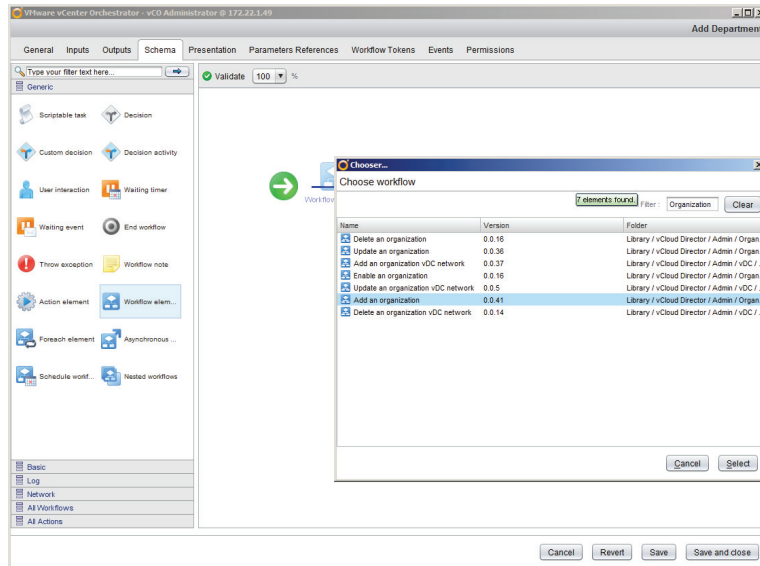 VMware vCenter Orchestrator - vCO Administrator @ 172.22.1.49
Add Department
General Inputs Outputs Schema Presentation Parameters References Workflow Tokens Events Permissions
Type your filter text here...
Validate 100 %
Generic
Scriptable task Decision
Custom decision Decision activity
User interaction Waiting timer
Waiting event End workflow
Throw exception Workflow note
Action element Workflow elem...
Foreach element Asynchronous ...
Schedule workf... Nested workflows
Basic
Log
Network
All Workflows
All Actions
Workflow
Chooser...
Choose workflow
7 elements found. Filter : Organization Clear
Name Version Folder
Delete an organization 0.0.16 Library / vCloud Director / Admin / Organ
Update an organization 0.0.36 Library / vCloud Director / Admin / Organ
Add an organization vDC network 0.0.37 Library / vCloud Director / Admin / vDC /
Enable an organization 0.0.16 Library / vCloud Director / Admin / Organ
Update an organization vDC network 0.0.5 Library / vCloud Director / Admin / vDC /
Add an organization 0.0.41 Library / vCloud Director / Admin / Organ
Delete an organization vDC network 0.0.14 Library / vCloud Director / Admin / vDC /
Cancel Select
Cancel Revert Save Save and close